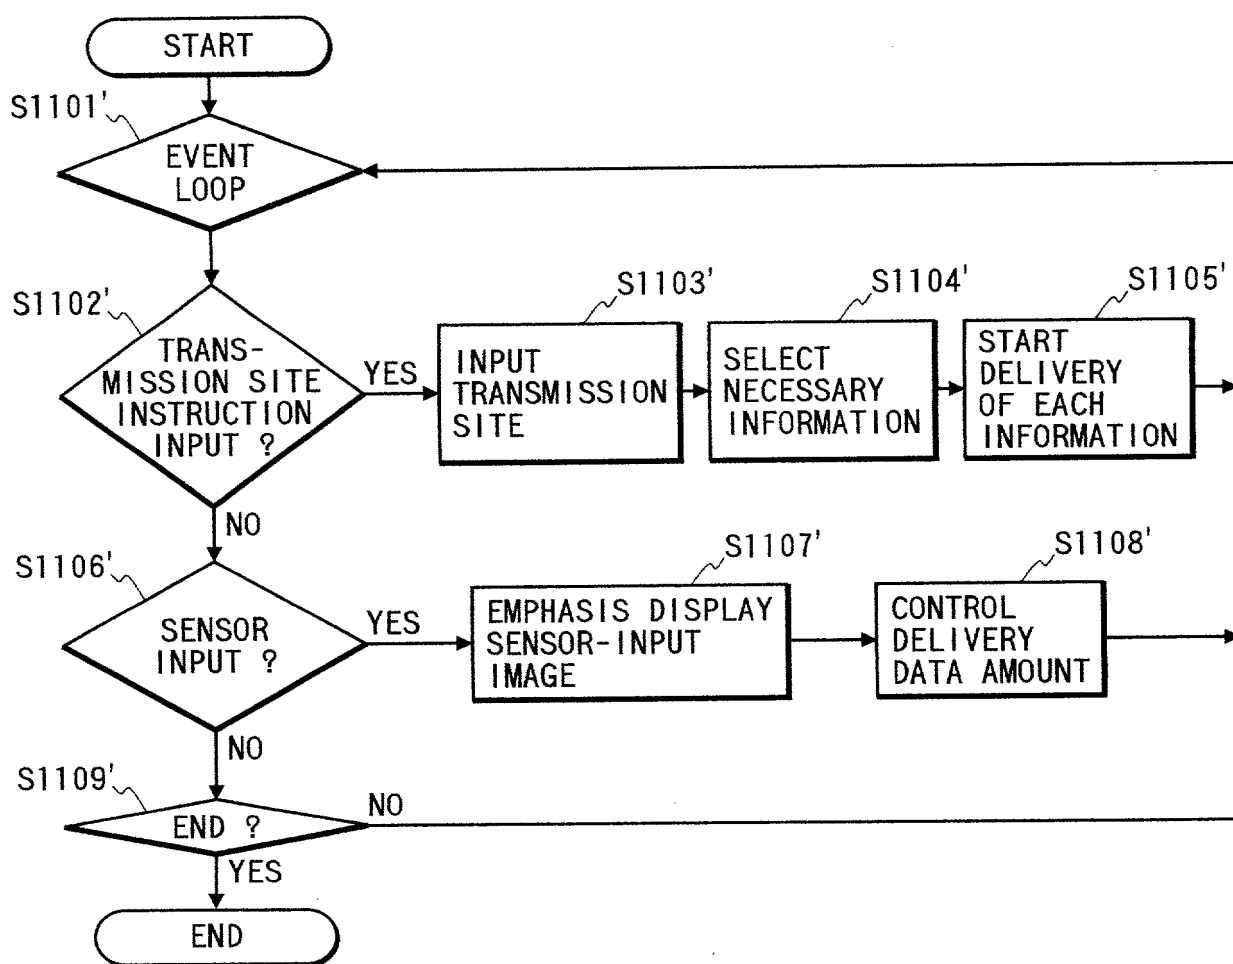 START
S1101'
EVENT
LOOP
S1102'
TRANS-
MISSION SITE
INSTRUCTION
INPUT ?
YES
S1103'
INPUT
TRANSMISSION
SITE
S1104'
SELECT
NECESSARY
INFORMATION
S1105'
START
DELIVERY
OF EACH
INFORMATION
NO
S1106'
SENSOR
INPUT ?
YES
S1107'
EMPHASIS DISPLAY
SENSOR-INPUT
IMAGE
S1108'
CONTROL
DELIVERY
DATA AMOUNT
NO
S1109'
END ?
NO
YES
END